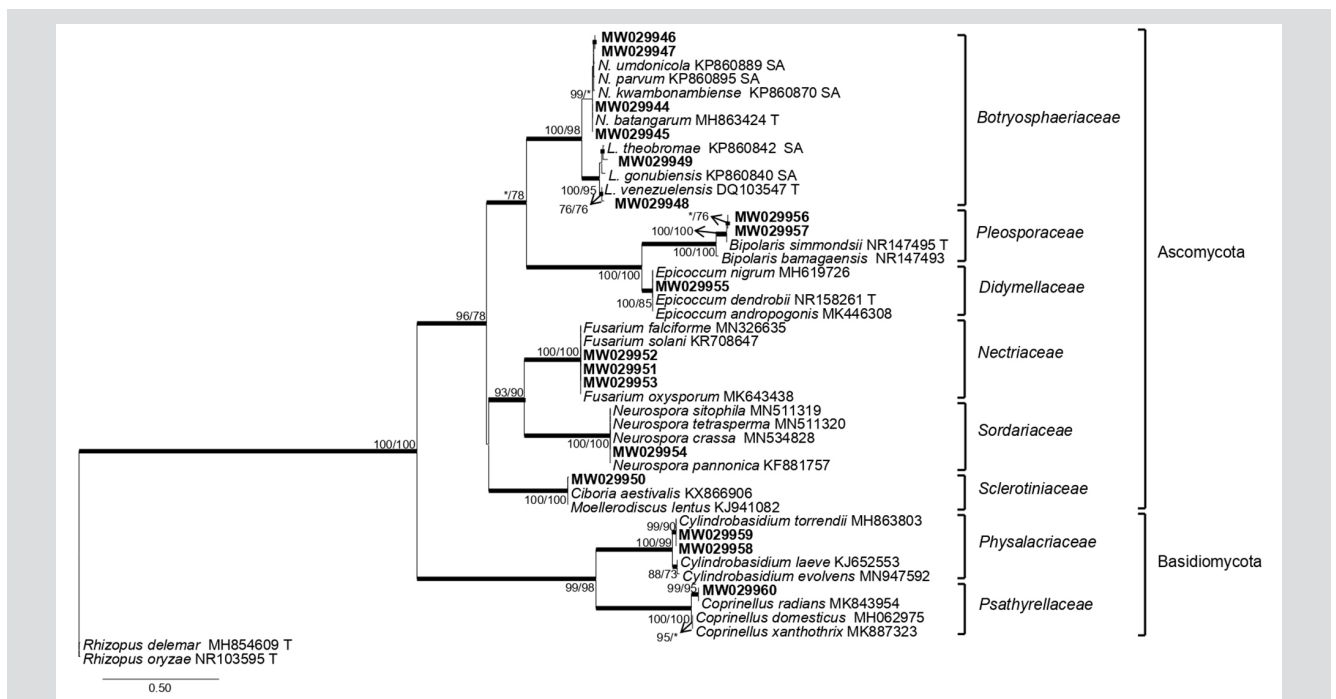 MW029946
MW029947
N. umdonicola KP860889 SA
N. parvum KP860895 SA
N. kwambonambiense KP860870 SA
99/*
MW029944
N. batangarum MH863424 T
100/98
MW029945
L. theobromae KP860842 SA
MW029949
L. gonubiensis KP860840 SA
100/95
L. venezuelensis DQ103547 T
76/76
MW029948
Botryosphaeriaceae
*/78
*/76
MW029956
100/100
MW029957
Bipolaris simmondsii NR147495 T
100/100
Bipolaris bamagaensis NR147493
Pleosporaceae
100/100
Epicoccum nigrum MH619726
MW029955
100/85
Epicoccum dendrobii NR158261 T
Epicoccum andropogonis MK446308
Didymellaceae
Ascomycota
96/78
Fusarium falciforme MN326635
Fusarium solani KR708647
100/100
MW029952
MW029951
MW029953
Fusarium oxysporum MK643438
Nectriaceae
93/90
Neurospora sitophila MN511319
Neurospora tetrasperma MN511320
Neurospora crassa MN534828
100/100
MW029954
Neurospora pannonica KF881757
Sordariaceae
100/100
MW029950
Ciboria aestivalis KX866906
100/100
Moellerodiscus lentus KJ941082
Sclerotiniaceae
Cylindrobasidium torrendii MH863803
99/90
MW029959
100/99
MW029958
Cylindrobasidium laeve KJ652553
88/73
Cylindrobasidium evolvens MN947592
Physalacriaceae
Basidiomycota
99/98
99/95
MW029960
Coprinellus radians MK843954
100/100
Coprinellus domesticus MH062975
95/*
Coprinellus xanthothrix MK887323
Psathyrellaceae
Rhizopus delemar MH854609 T
Rhizopus oryzae NR103595 T
0.50